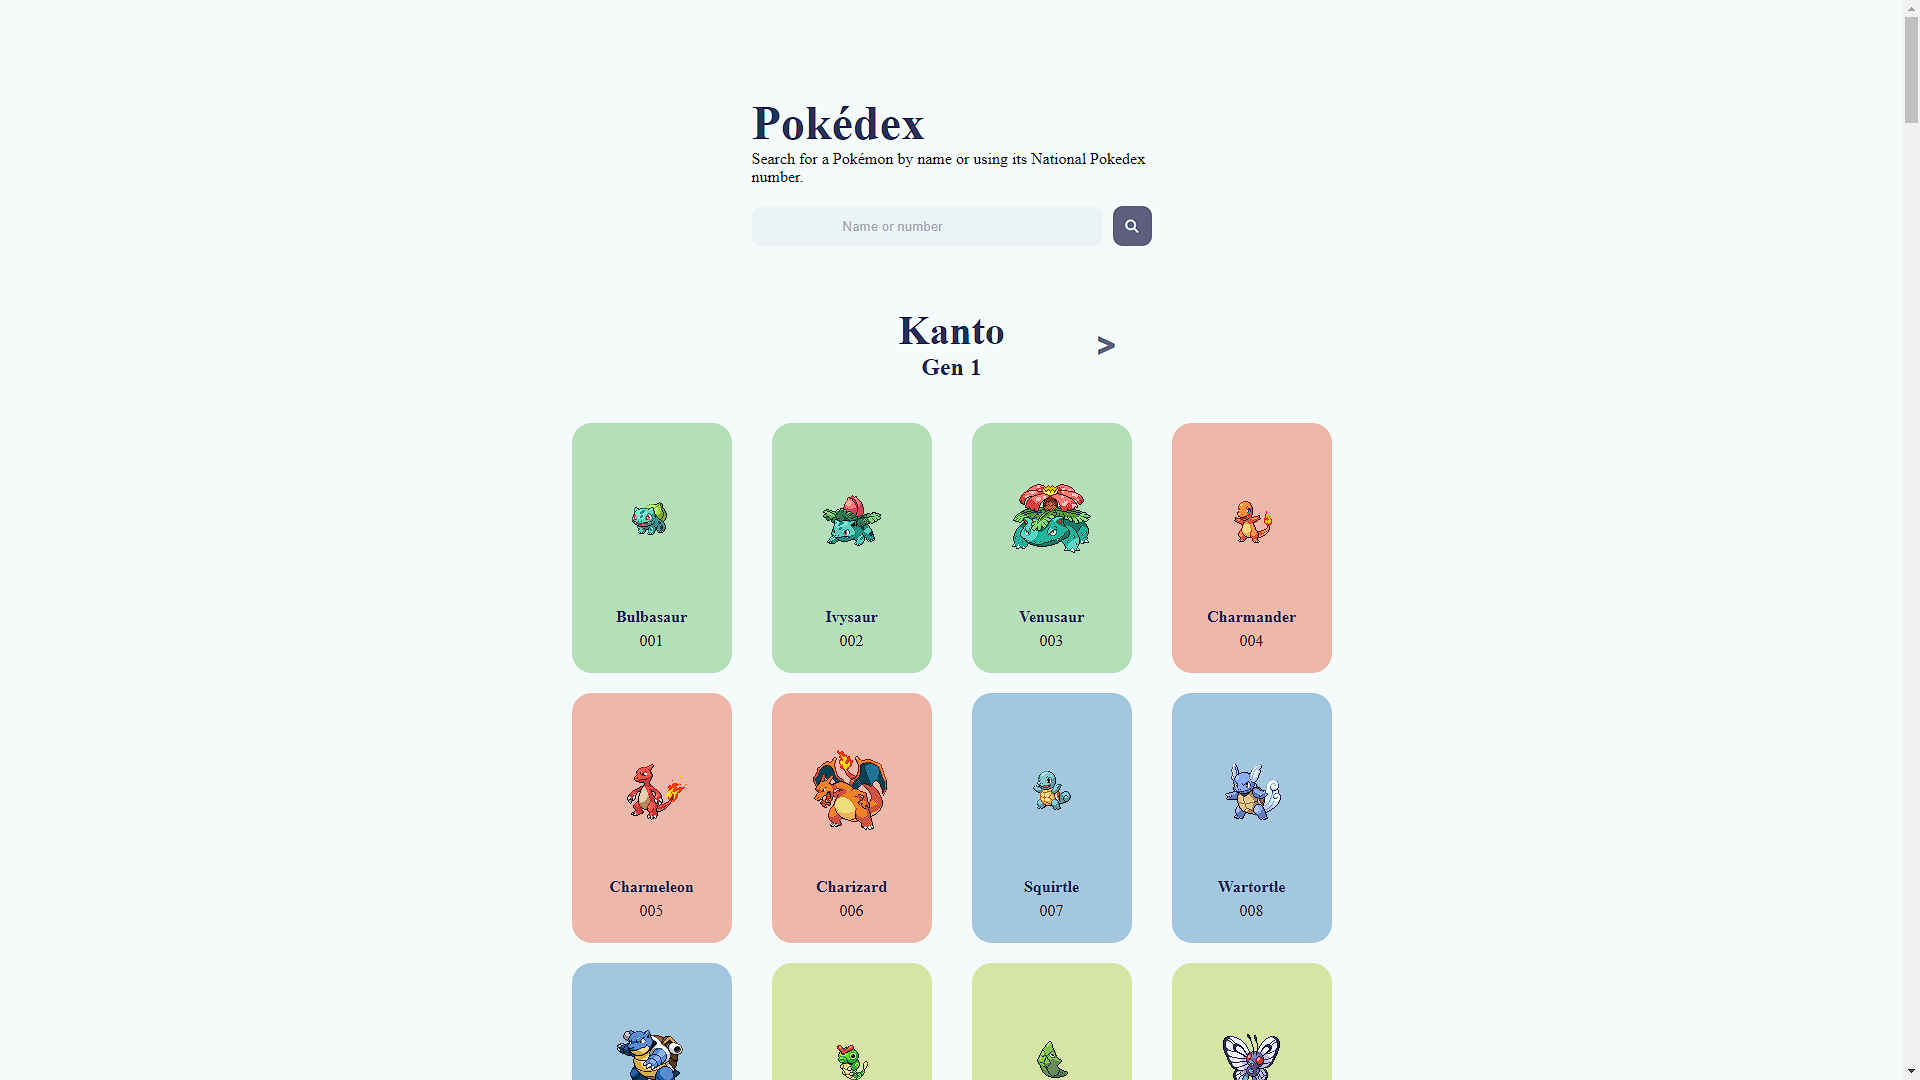 Pokédex
Search for a Pokémon by name or using its National Pokedex
number.
Name or number
Kanto
>
Gen 1
Bulbasaur
001
Ivysaur
002
Venusaur
003
Charmander
004
Charmeleon
005
Charizard
006
Squirtle
007
Wartortle
008